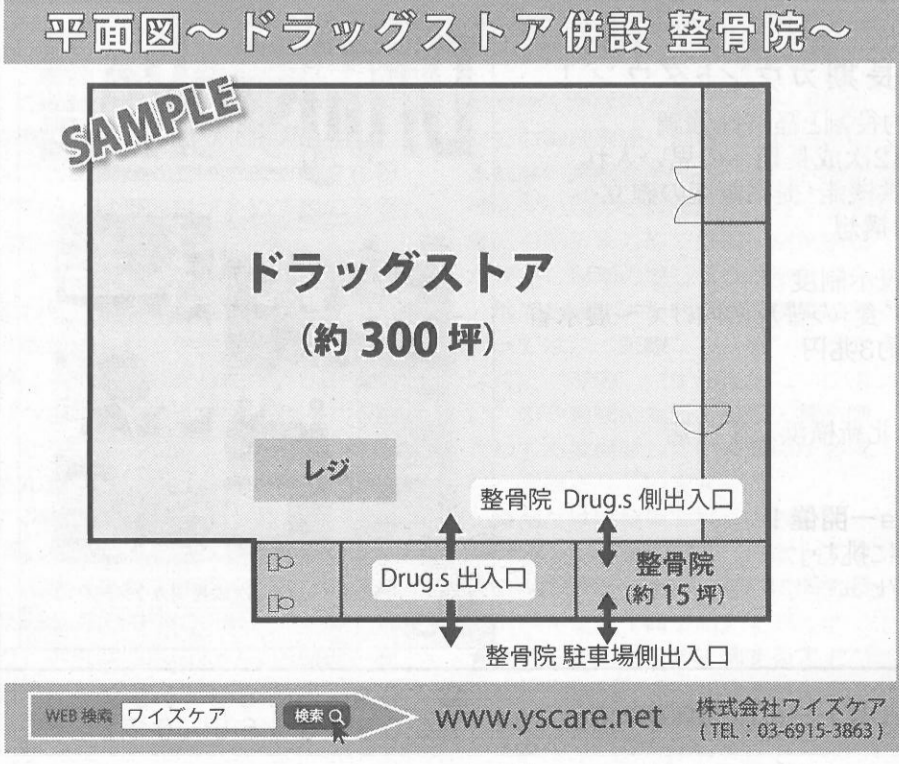 平面図～ドラッグストア併設 整骨院～
SAMPLE
ドラッグストア
(約 300 坪)
レジ
整骨院 Drug.s 側出入口
Drug.s 出入口
整骨院
(約 15 坪)
整骨院 駐車場側出入口
WEB 検索 ワイズケア 検索
www.yscare.net
株式会社ワイズケア
(TEL：03-6915-3863)